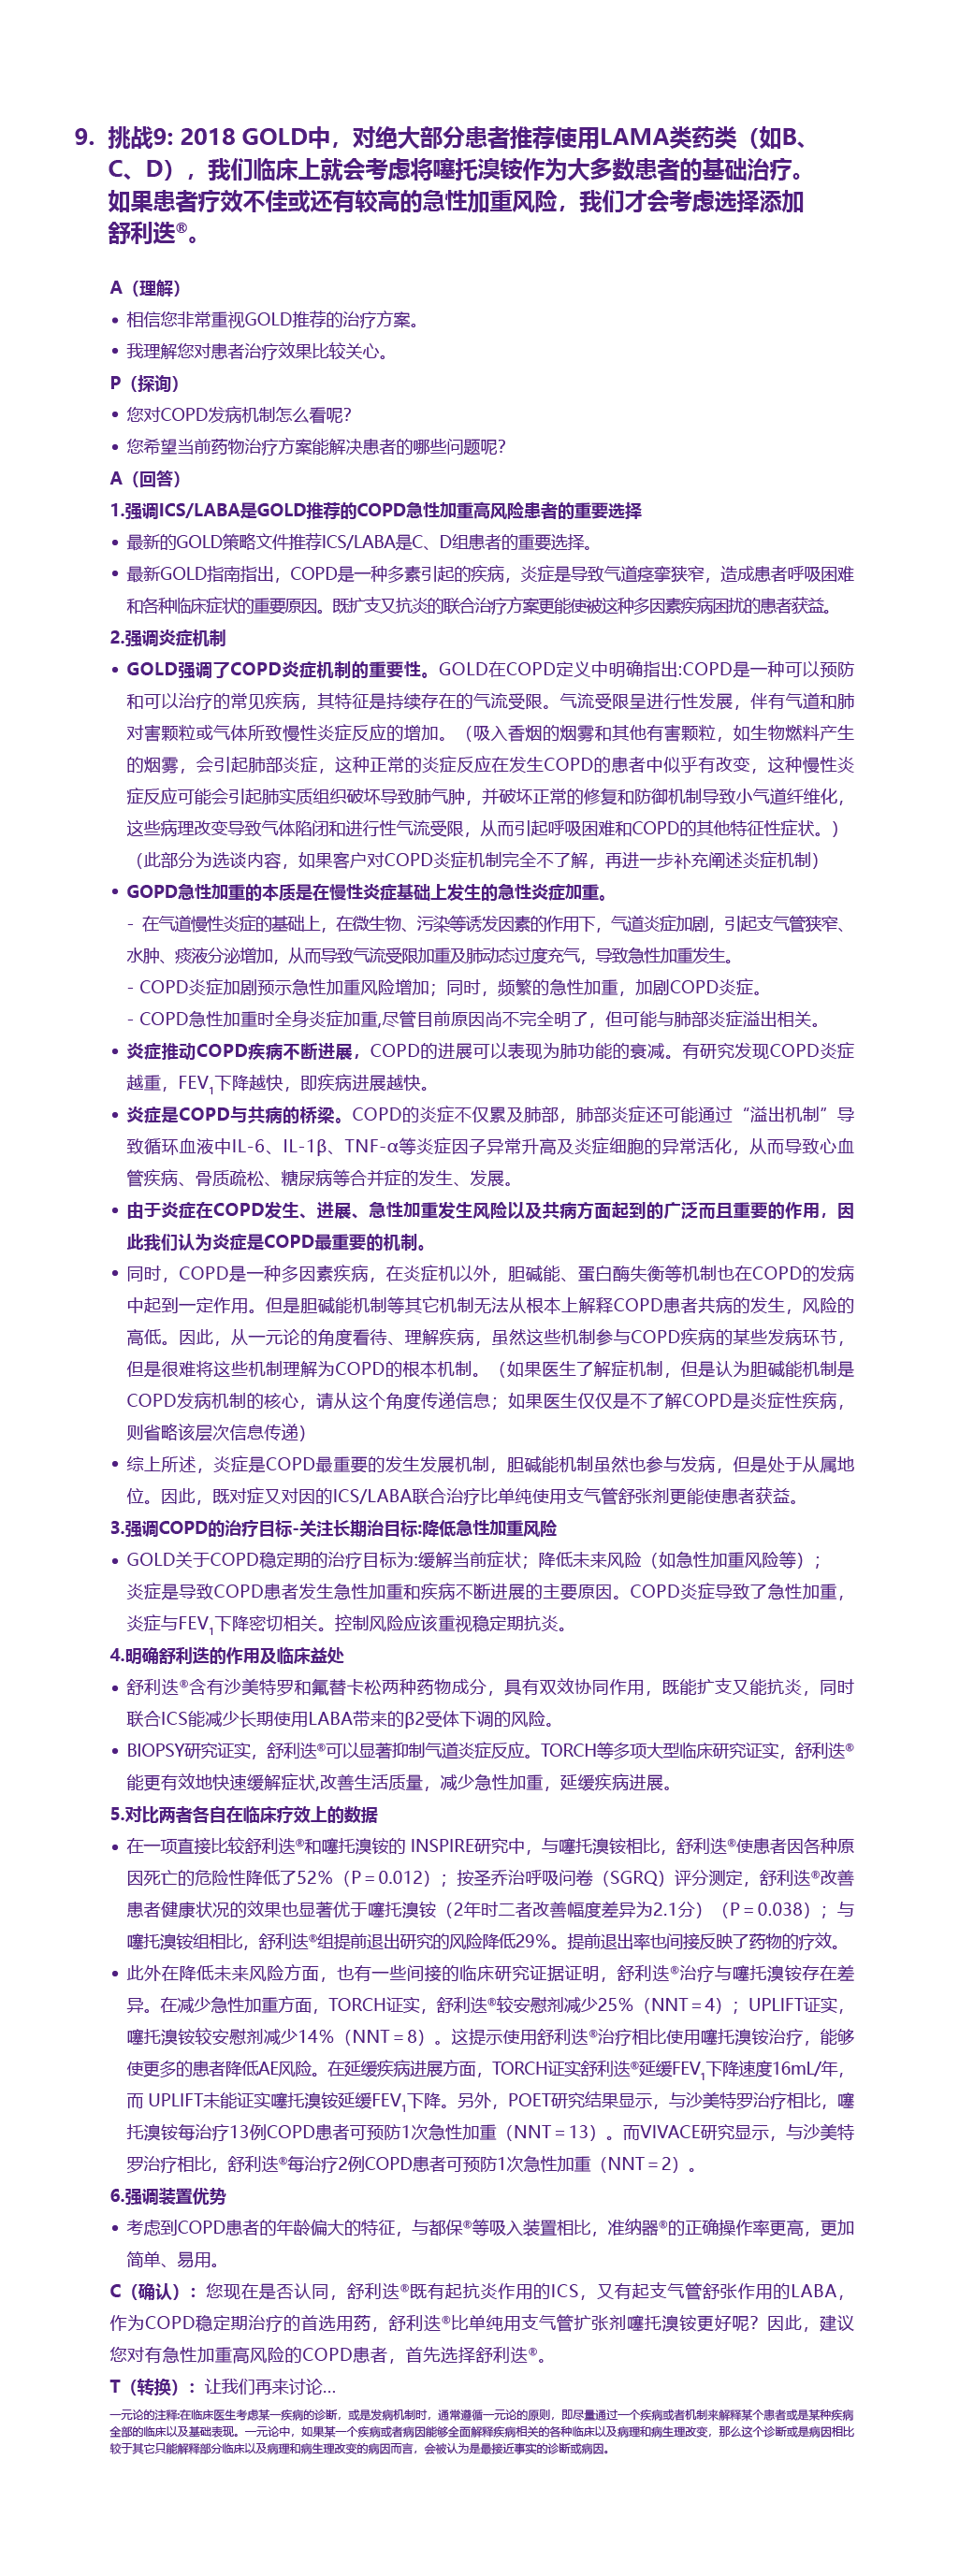 9. 挑战9: 2018 GOLD中，对绝大部分患者推荐使用LAMA类药类（如B、
C、D），我们临床上就会考虑将噻托溴铵作为大多数患者的基础治疗。
如果患者疗效不佳或还有较高的急性加重风险，我们才会考虑选择添加
舒利迭®。
A（理解）
• 相信您非常重视GOLD推荐的治疗方案。
• 我理解您对患者治疗效果比较关心。
P（探询）
• 您对COPD发病机制怎么看呢？
• 您希望当前药物治疗方案能解决患者的哪些问题呢？
A（回答）
1.强调ICS/LABA是GOLD推荐的COPD急性加重高风险患者的重要选择
• 最新的GOLD策略文件推荐ICS/LABA是C、D组患者的重要选择。
• 最新GOLD指南指出，COPD是一种多素引起的疾病，炎症是导致气道痉挛狭窄，造成患者呼吸困难
和各种临床症状的重要原因。既扩支又抗炎的联合治疗方案更能使被这种多因素疾病困扰的患者获益。
2.强调炎症机制
• GOLD强调了COPD炎症机制的重要性。GOLD在COPD定义中明确指出:COPD是一种可以预防
和可以治疗的常见疾病，其特征是持续存在的气流受限。气流受限呈进行性发展，伴有气道和肺
对害颗粒或气体所致慢性炎症反应的增加。（吸入香烟的烟雾和其他有害颗粒，如生物燃料产生
的烟雾，会引起肺部炎症，这种正常的炎症反应在发生COPD的患者中似乎有改变，这种慢性炎
症反应可能会引起肺实质组织破坏导致肺气肿，并破坏正常的修复和防御机制导致小气道纤维化，
这些病理改变导致气体陷闭和进行性气流受限，从而引起呼吸困难和COPD的其他特征性症状。）
（此部分为选谈内容，如果客户对COPD炎症机制完全不了解，再进一步补充阐述炎症机制）
• GOPD急性加重的本质是在慢性炎症基础上发生的急性炎症加重。
- 在气道慢性炎症的基础上，在微生物、污染等诱发因素的作用下，气道炎症加剧，引起支气管狭窄、
水肿、痰液分泌增加，从而导致气流受限加重及肺动态过度充气，导致急性加重发生。
- COPD炎症加剧预示急性加重风险增加；同时，频繁的急性加重，加剧COPD炎症。
- COPD急性加重时全身炎症加重,尽管目前原因尚不完全明了，但可能与肺部炎症溢出相关。
• 炎症推动COPD疾病不断进展，COPD的进展可以表现为肺功能的衰减。有研究发现COPD炎症
越重，FEV1下降越快，即疾病进展越快。
• 炎症是COPD与共病的桥梁。COPD的炎症不仅累及肺部，肺部炎症还可能通过“溢出机制”导
致循环血液中IL-6、IL-1β、TNF-α等炎症因子异常升高及炎症细胞的异常活化，从而导致心血
管疾病、骨质疏松、糖尿病等合并症的发生、发展。
• 由于炎症在COPD发生、进展、急性加重发生风险以及共病方面起到的广泛而且重要的作用，因
此我们认为炎症是COPD最重要的机制。
• 同时，COPD是一种多因素疾病，在炎症机以外，胆碱能、蛋白酶失衡等机制也在COPD的发病
中起到一定作用。但是胆碱能机制等其它机制无法从根本上解释COPD患者共病的发生，风险的
高低。因此，从一元论的角度看待、理解疾病，虽然这些机制参与COPD疾病的某些发病环节，
但是很难将这些机制理解为COPD的根本机制。（如果医生了解症机制，但是认为胆碱能机制是
COPD发病机制的核心，请从这个角度传递信息；如果医生仅仅是不了解COPD是炎症性疾病，
则省略该层次信息传递）
• 综上所述，炎症是COPD最重要的发生发展机制，胆碱能机制虽然也参与发病，但是处于从属地
位。因此，既对症又对因的ICS/LABA联合治疗比单纯使用支气管舒张剂更能使患者获益。
3.强调COPD的治疗目标-关注长期治目标:降低急性加重风险
• GOLD关于COPD稳定期的治疗目标为:缓解当前症状；降低未来风险（如急性加重风险等）；
炎症是导致COPD患者发生急性加重和疾病不断进展的主要原因。COPD炎症导致了急性加重，
炎症与FEV1下降密切相关。控制风险应该重视稳定期抗炎。
4.明确舒利迭的作用及临床益处
• 舒利迭®含有沙美特罗和氟替卡松两种药物成分，具有双效协同作用，既能扩支又能抗炎，同时
联合ICS能减少长期使用LABA带来的β2受体下调的风险。
• BIOPSY研究证实，舒利迭®可以显著抑制气道炎症反应。TORCH等多项大型临床研究证实，舒利迭®
能更有效地快速缓解症状,改善生活质量，减少急性加重，延缓疾病进展。
5.对比两者各自在临床疗效上的数据
• 在一项直接比较舒利迭®和噻托溴铵的 INSPIRE研究中，与噻托溴铵相比，舒利迭®使患者因各种原
因死亡的危险性降低了52%（P＝0.012）；按圣乔治呼吸问卷（SGRQ）评分测定，舒利迭®改善
患者健康状况的效果也显著优于噻托溴铵（2年时二者改善幅度差异为2.1分）（P＝0.038）；与
噻托溴铵组相比，舒利迭®组提前退出研究的风险降低29%。提前退出率也间接反映了药物的疗效。
• 此外在降低未来风险方面，也有一些间接的临床研究证据证明，舒利迭®治疗与噻托溴铵存在差
异。在减少急性加重方面，TORCH证实，舒利迭®较安慰剂减少25%（NNT＝4）；UPLIFT证实，
噻托溴铵较安慰剂减少14%（NNT＝8）。这提示使用舒利迭®治疗相比使用噻托溴铵治疗，能够
使更多的患者降低AE风险。在延缓疾病进展方面，TORCH证实舒利迭®延缓FEV1下降速度16mL/年，
而 UPLIFT未能证实噻托溴铵延缓FEV1下降。另外，POET研究结果显示，与沙美特罗治疗相比，噻
托溴铵每治疗13例COPD患者可预防1次急性加重（NNT＝13）。而VIVACE研究显示，与沙美特
罗治疗相比，舒利迭®每治疗2例COPD患者可预防1次急性加重（NNT＝2）。
6.强调装置优势
• 考虑到COPD患者的年龄偏大的特征，与都保®等吸入装置相比，准纳器®的正确操作率更高，更加
简单、易用。
C（确认）：您现在是否认同，舒利迭®既有起抗炎作用的ICS，又有起支气管舒张作用的LABA，
作为COPD稳定期治疗的首选用药，舒利迭®比单纯用支气管扩张剂噻托溴铵更好呢？因此，建议
您对有急性加重高风险的COPD患者，首先选择舒利迭®。
T（转换）：让我们再来讨论...
一元论的注释:在临床医生考虑某一疾病的诊断，或是发病机制时，通常遵循一元论的原则，即尽量通过一个疾病或者机制来解释某个患者或是某种疾病
全部的临床以及基础表现。一元论中，如果某一个疾病或者病因能够全面解释疾病相关的各种临床以及病理和病生理改变，那么这个诊断或是病因相比
较于其它只能解释部分临床以及病理和病生理改变的病因而言，会被认为是最接近事实的诊断或病因。